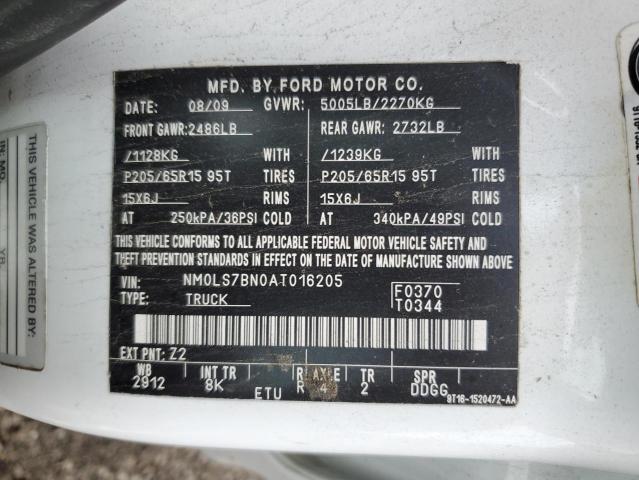 MFD. BY FORD MOTOR CO.
DATE: 08/09 GVWR: 5005LB/2270KG
FRONT GAWR: 2486LB REAR GAWR: 2732LB
/1128KG WITH /1239KG WITH
P205/65R15 95T TIRES P205/65R15 95T TIRES
15X6J RIMS 15X6J RIMS
AT 250kPA/36PSI COLD AT 340kPA/49PSI COLD
THIS VEHICLE CONFORMS TO ALL APPLICABLE FEDERAL MOTOR VEHICLE SAFETY AND
THEFT PREVENTION STANDARDS IN EFFECT ON THE DATE OF MANUFACTURE SHOWN ABOVE.
VIN: NM0LS7BN0AT016205
TYPE: TRUCK
F0370
T0344
EXT PNT: Z2
WB INT TR R AXLE TR SPR
2912 8K R 4 2 DDGG
ETU
9T16-1520472-AA
THIS VEHICLE WAS ALTERED BY:
IN: MO. YR.